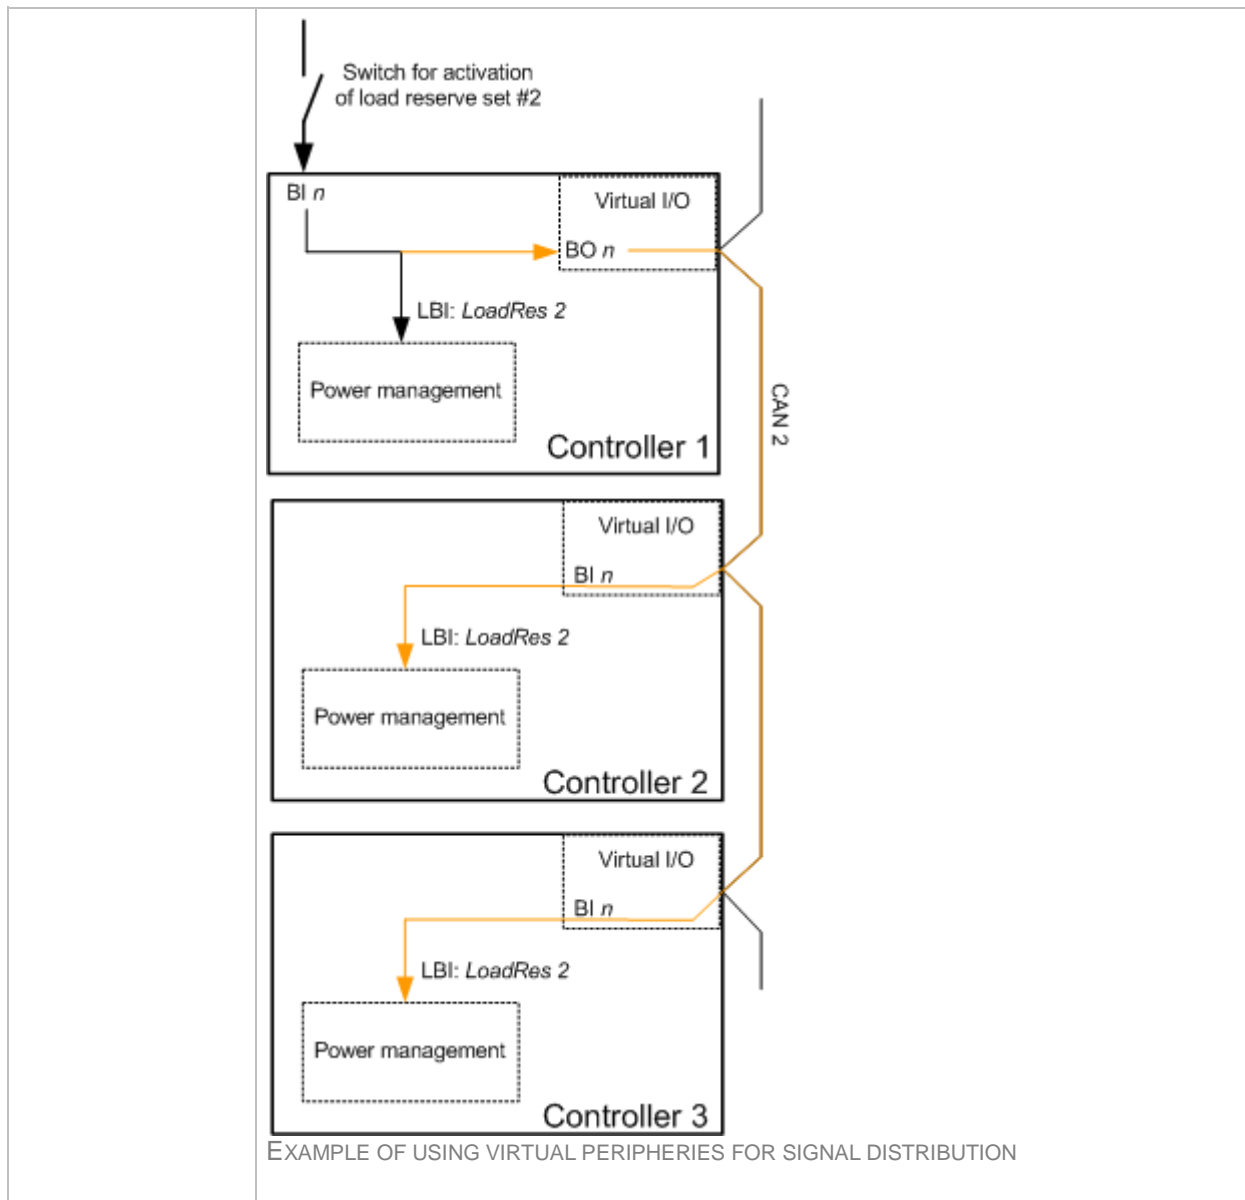 Switch for activation
of load reserve set #2
BI n
Virtual I/O
BO n
LBI: LoadRes 2
Power management
Controller 1
CAN 2
Virtual I/O
BI n
LBI: LoadRes 2
Power management
Controller 2
Virtual I/O
BI n
LBI: LoadRes 2
Power management
Controller 3
EXAMPLE OF USING VIRTUAL PERIPHERIES FOR SIGNAL DISTRIBUTION